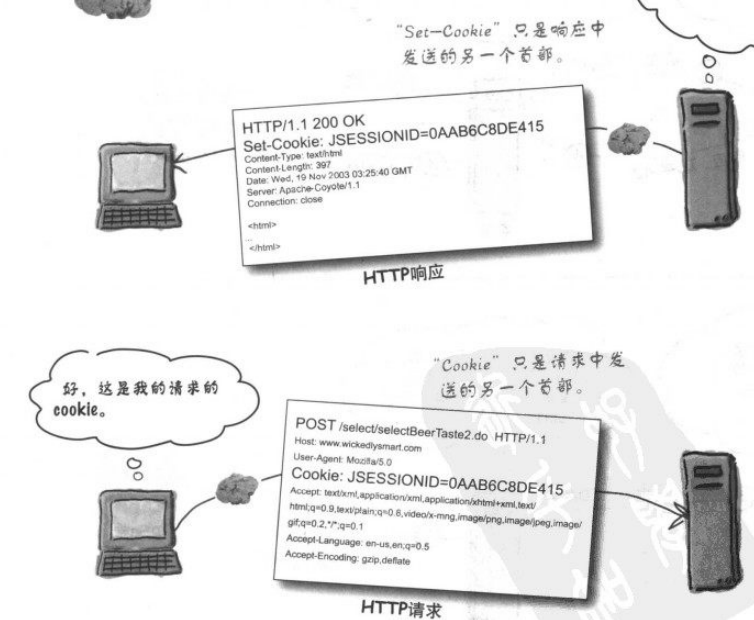 “Set-Cookie”只是响应中
发送的另一个首部。
HTTP/1.1 200 OK
Set-Cookie: JSESSIONID=0AAB6C8DE415
Content-Type: text/html
Content-Length: 397
Date: Wed, 19 Nov 2003 03:25:40 GMT
Server: Apache-Coyote/1.1
Connection: close
<html>
...
</html>
HTTP响应
“Cookie”只是请求中发
送的另一个首部。
好，这是我的请求的
cookie。
POST /select/selectBeerTaste2.do HTTP/1.1
Host: www.wickedlysmart.com
User-Agent: Mozilla/5.0
Cookie: JSESSIONID=0AAB6C8DE415
Accept: text/xml,application/xml,application/xhtml+xml,text/
html;q=0.9,text/plain;q=0.8,video/x-mng,image/png,image/jpeg,image/
gif;q=0.2,*/*;q=0.1
Accept-Language: en-us,en;q=0.5
Accept-Encoding: gzip,deflate
HTTP请求